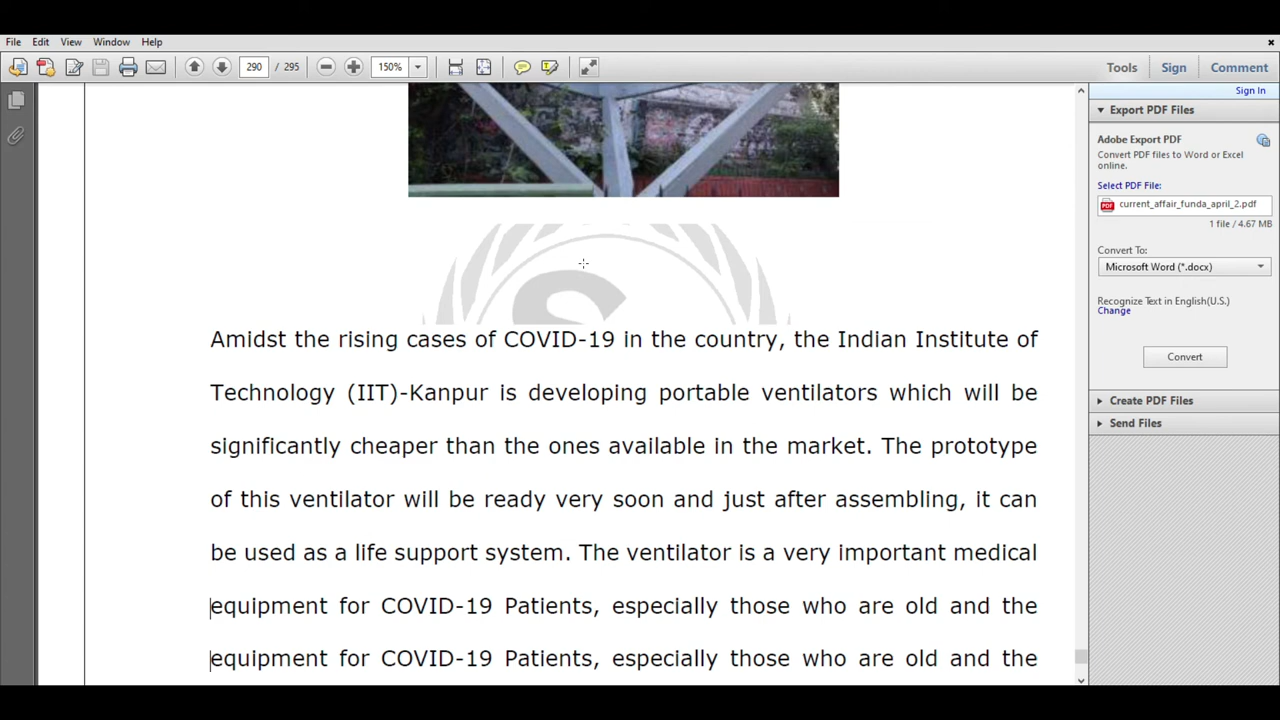 File Edit View Window Help
290 / 295 150% Tools Sign Comment
Sign In
Export PDF Files
Adobe Export PDF
Convert PDF files to Word or Excel
online.
Select PDF File:
current_affair_funda_april_2.pdf
1 file / 4.67 MB
Convert To:
Microsoft Word (*.docx)
Recognize Text in English(U.S.)
Change
Convert
Create PDF Files
Send Files
S
Amidst the rising cases of COVID-19 in the country, the Indian Institute of
Technology (IIT)-Kanpur is developing portable ventilators which will be
significantly cheaper than the ones available in the market. The prototype
of this ventilator will be ready very soon and just after assembling, it can
be used as a life support system. The ventilator is a very important medical
equipment for COVID-19 Patients, especially those who are old and the
equipment for COVID-19 Patients, especially those who are old and the